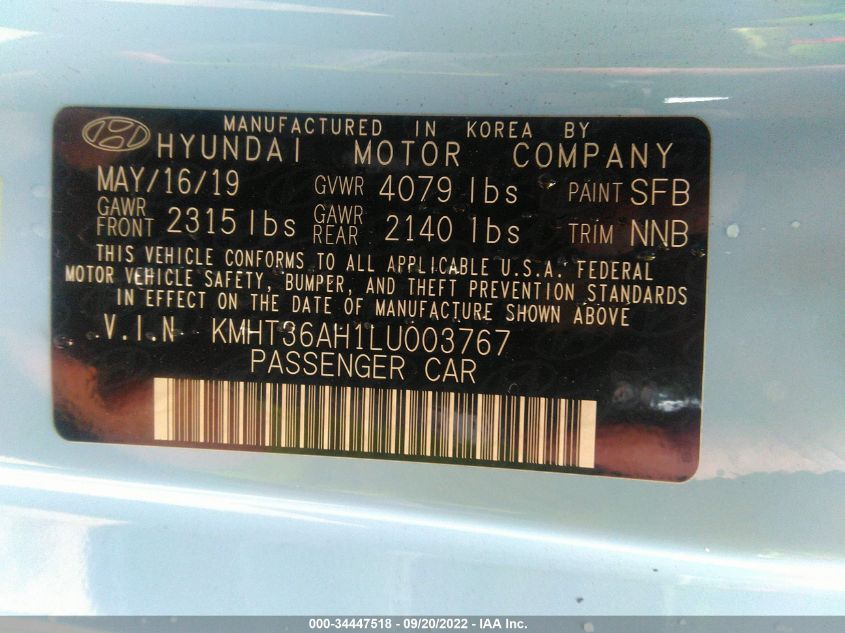 MANUFACTURED IN KOREA BY
HYUNDAI MOTOR COMPANY
MAY/16/19 GVWR 4079 lbs PAINT SFB
GAWR FRONT 2315 lbs GAWR REAR 2140 lbs TRIM NNB
THIS VEHICLE CONFORMS TO ALL APPLICABLE U.S.A. FEDERAL
MOTOR VEHICLE SAFETY, BUMPER, AND THEFT PREVENTION STANDARDS
IN EFFECT ON THE DATE OF MANUFACTURE SHOWN ABOVE
V.I.N KMHT36AH1LU003767
PASSENGER CAR
000-34447518 - 09/20/2022 - IAA Inc.